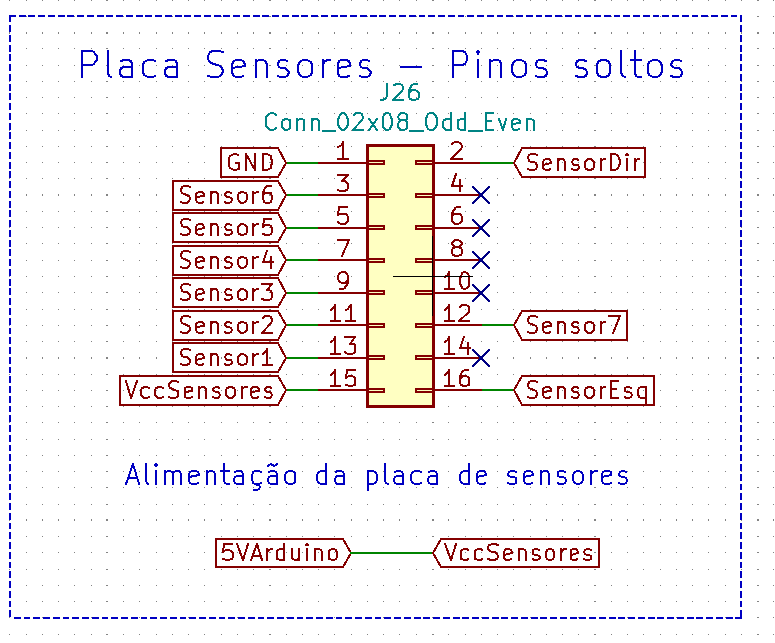 Placa Sensores - Pinos soltos
J26
Conn_02x08_Odd_Even
GND 1 2 SensorDir
Sensor6 3 4
Sensor5 5 6
Sensor4 7 8
Sensor3 9 10
Sensor2 11 12 Sensor7
Sensor1 13 14
VccSensores 15 16 SensorEsq
Alimentação da placa de sensores
5VArduino VccSensores